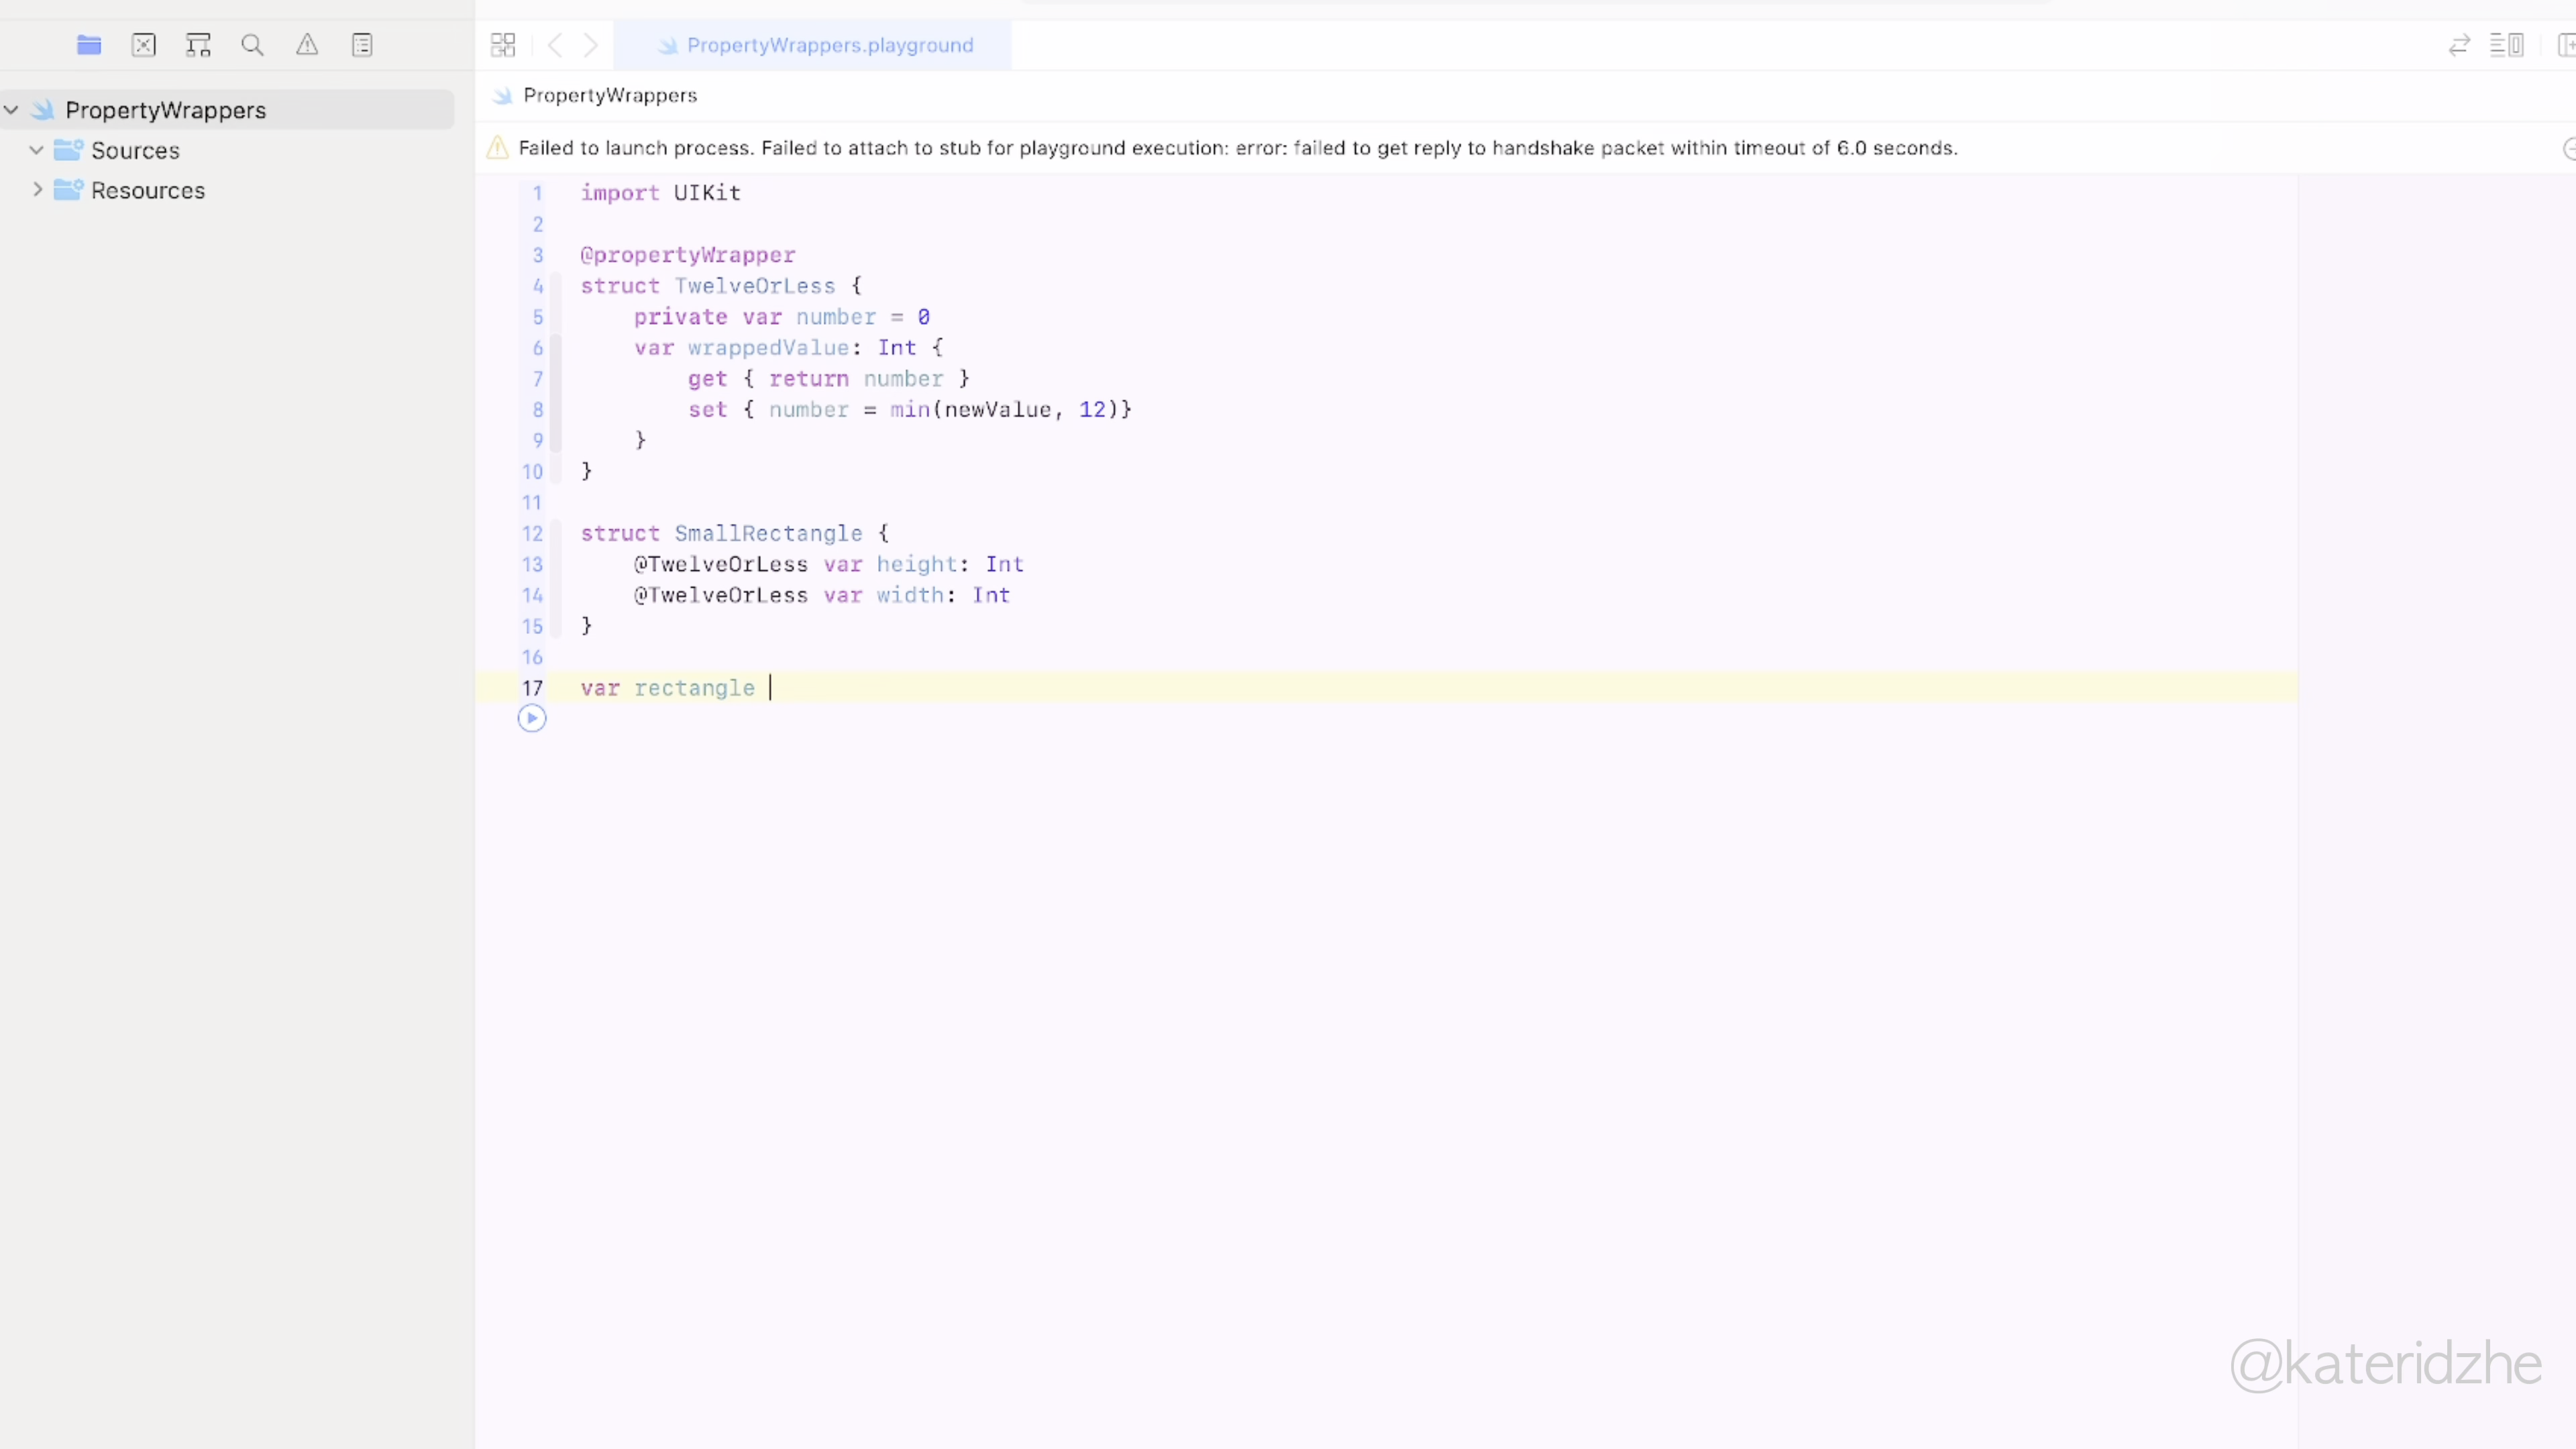 PropertyWrappers.playground
PropertyWrappers
PropertyWrappers
Sources
Resources
Failed to launch process. Failed to attach to stub for playground execution: error: failed to get reply to handshake packet within timeout of 6.0 seconds.
1 import UIKit
2
3 @propertyWrapper
4 struct TwelveOrLess {
5     private var number = 0
6     var wrappedValue: Int {
7         get { return number }
8         set { number = min(newValue, 12)}
9     }
10 }
11
12 struct SmallRectangle {
13     @TwelveOrLess var height: Int
14     @TwelveOrLess var width: Int
15 }
16
17 var rectangle
@kateridzhe